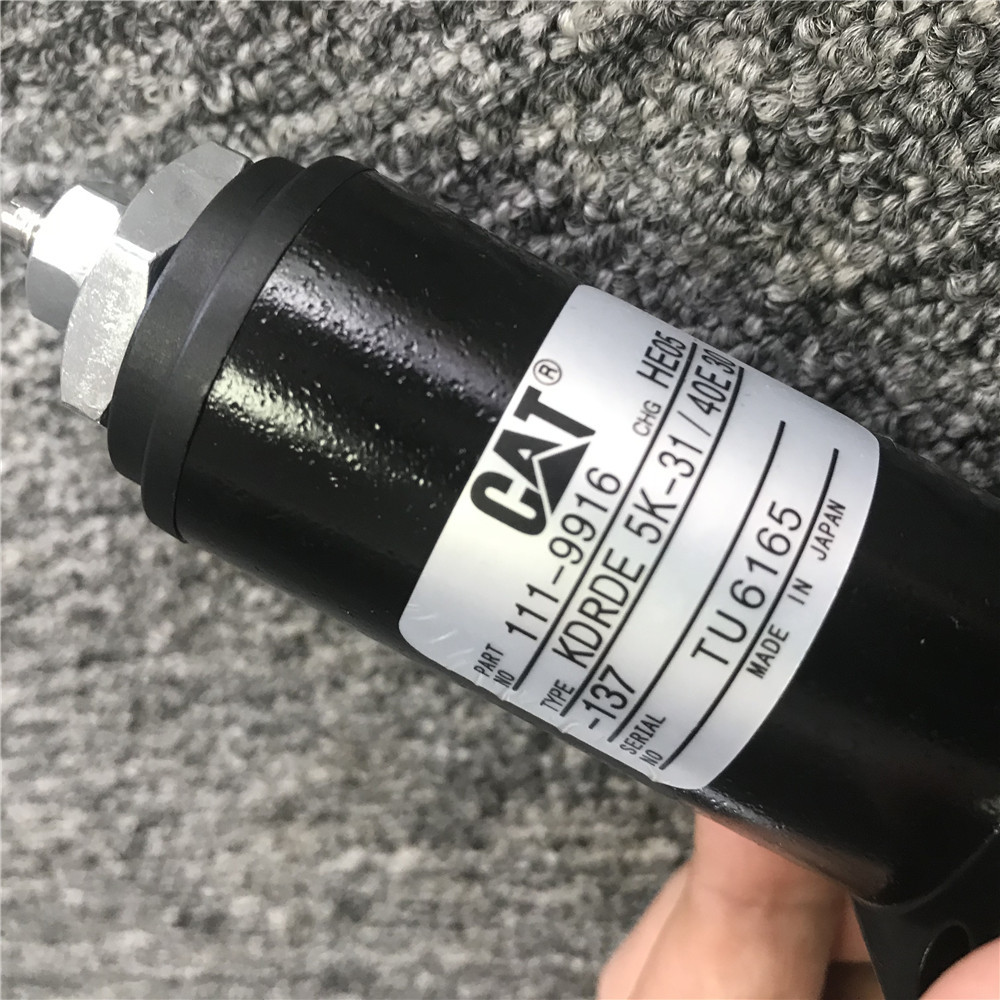 CAT®
PART NO 111-9916 CHG HE05
TYPE KDRDE 5K-31/40E30
-137
SERIAL NO TU6165
MADE IN JAPAN